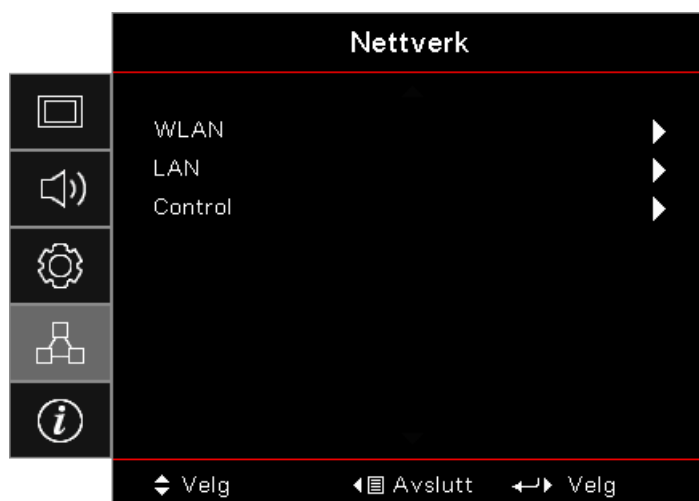 Nettverk
WLAN
LAN
Control
Velg Avslutt Velg